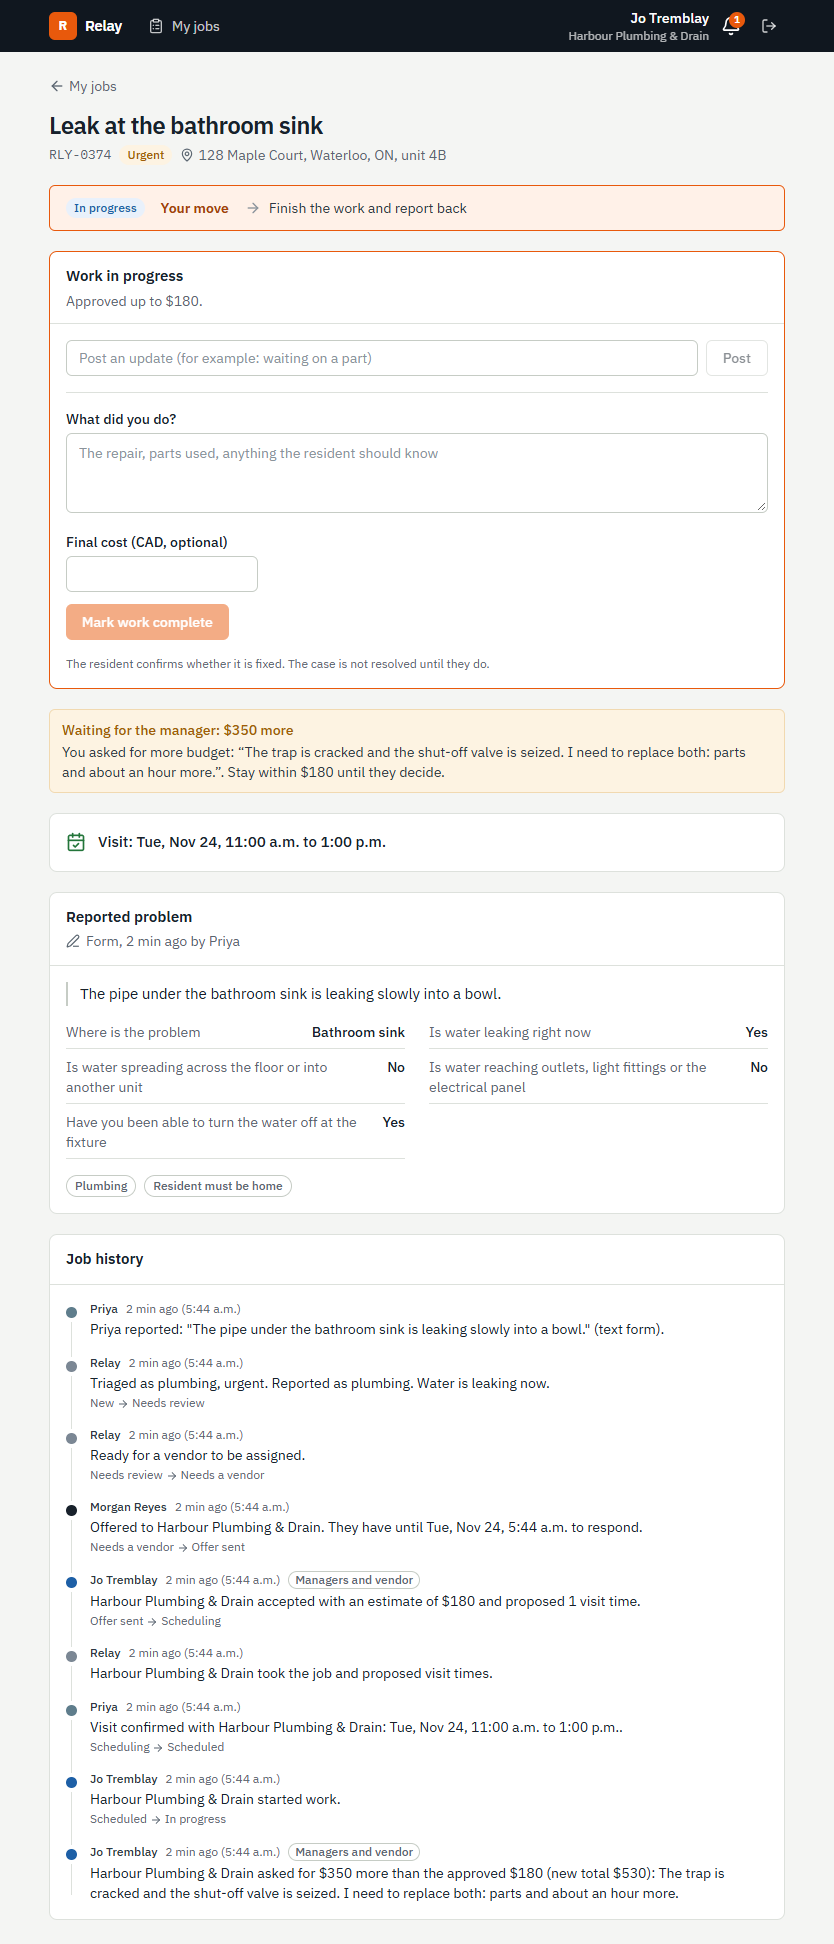 R Relay My jobs
Jo Tremblay
Harbour Plumbing & Drain
1
My jobs
Leak at the bathroom sink
RLY-0374 Urgent 128 Maple Court, Waterloo, ON, unit 4B
In progress Your move → Finish the work and report back
Work in progress
Approved up to $180.
Post an update (for example: waiting on a part) Post
What did you do?
The repair, parts used, anything the resident should know
Final cost (CAD, optional)
Mark work complete
The resident confirms whether it is fixed. The case is not resolved until they do.
Waiting for the manager: $350 more
You asked for more budget: “The trap is cracked and the shut-off valve is seized. I need to replace both: parts
and about an hour more.”. Stay within $180 until they decide.
Visit: Tue, Nov 24, 11:00 a.m. to 1:00 p.m.
Reported problem
Form, 2 min ago by Priya
The pipe under the bathroom sink is leaking slowly into a bowl.
Where is the problem Bathroom sink
Is water leaking right now Yes
Is water spreading across the floor or into
another unit
No
Is water reaching outlets, light fittings or the
electrical panel
No
Have you been able to turn the water off at the
fixture
Yes
Plumbing Resident must be home
Job history
Priya 2 min ago (5:44 a.m.)
Priya reported: "The pipe under the bathroom sink is leaking slowly into a bowl." (text form).
Relay 2 min ago (5:44 a.m.)
Triaged as plumbing, urgent. Reported as plumbing. Water is leaking now.
New → Needs review
Relay 2 min ago (5:44 a.m.)
Ready for a vendor to be assigned.
Needs review → Needs a vendor
Morgan Reyes 2 min ago (5:44 a.m.)
Offered to Harbour Plumbing & Drain. They have until Tue, Nov 24, 5:44 a.m. to respond.
Needs a vendor → Offer sent
Jo Tremblay 2 min ago (5:44 a.m.) Managers and vendor
Harbour Plumbing & Drain accepted with an estimate of $180 and proposed 1 visit time.
Offer sent → Scheduling
Relay 2 min ago (5:44 a.m.)
Harbour Plumbing & Drain took the job and proposed visit times.
Priya 2 min ago (5:44 a.m.)
Visit confirmed with Harbour Plumbing & Drain: Tue, Nov 24, 11:00 a.m. to 1:00 p.m..
Scheduling → Scheduled
Jo Tremblay 2 min ago (5:44 a.m.)
Harbour Plumbing & Drain started work.
Scheduled → In progress
Jo Tremblay 2 min ago (5:44 a.m.) Managers and vendor
Harbour Plumbing & Drain asked for $350 more than the approved $180 (new total $530): The trap is
cracked and the shut-off valve is seized. I need to replace both: parts and about an hour more.